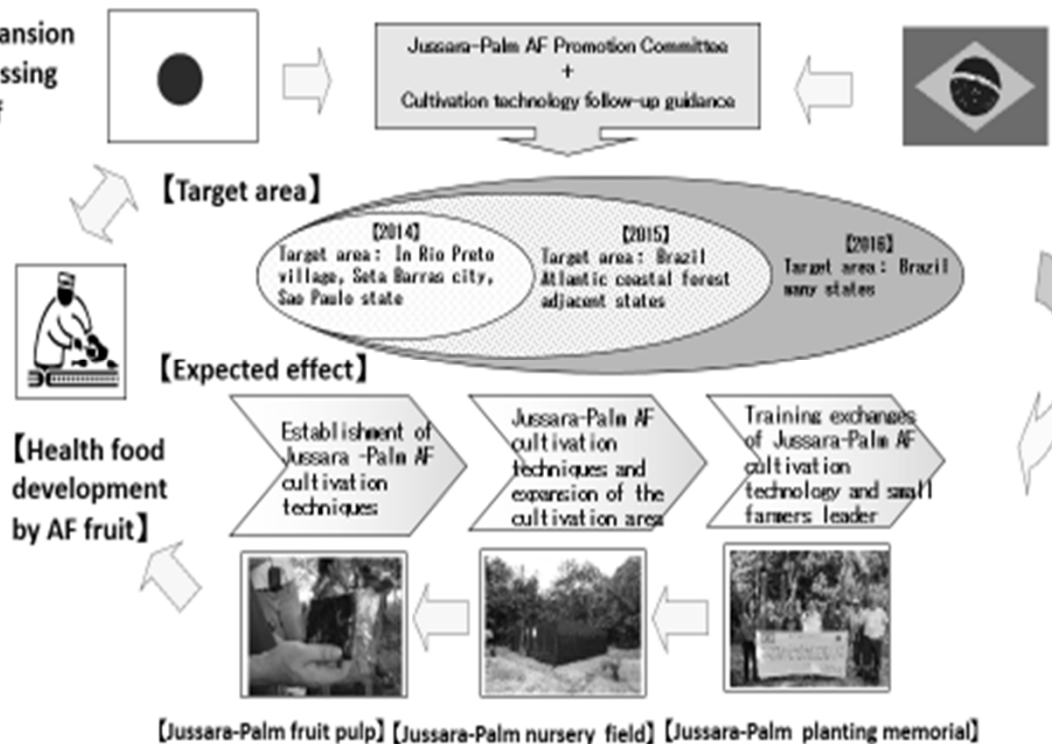 ansion
ssing
f
Jussara-Palm AF Promotion Committee
+
Cultivation technology follow-up guidance
【Target area】
【2014】
Target area: In Rio Preto
village, Seta Barras city,
Sao Paulo state
【2015】
Target area: Brazil
Atlantic coastal forest
adjacent states
【2016】
Target area: Brazil
many states
【Expected effect】
Establishment of
Jussara -Palm AF
cultivation
techniques
Jussara-Palm AF
cultivation
techniques and
expansion of the
cultivation area
Training exchanges
of Jussara-Palm AF
cultivation
technology and small
farmers leader
【Health food
development
by AF fruit】
【Jussara-Palm fruit pulp】
【Jussara-Palm nursery field】
【Jussara-Palm planting memorial】